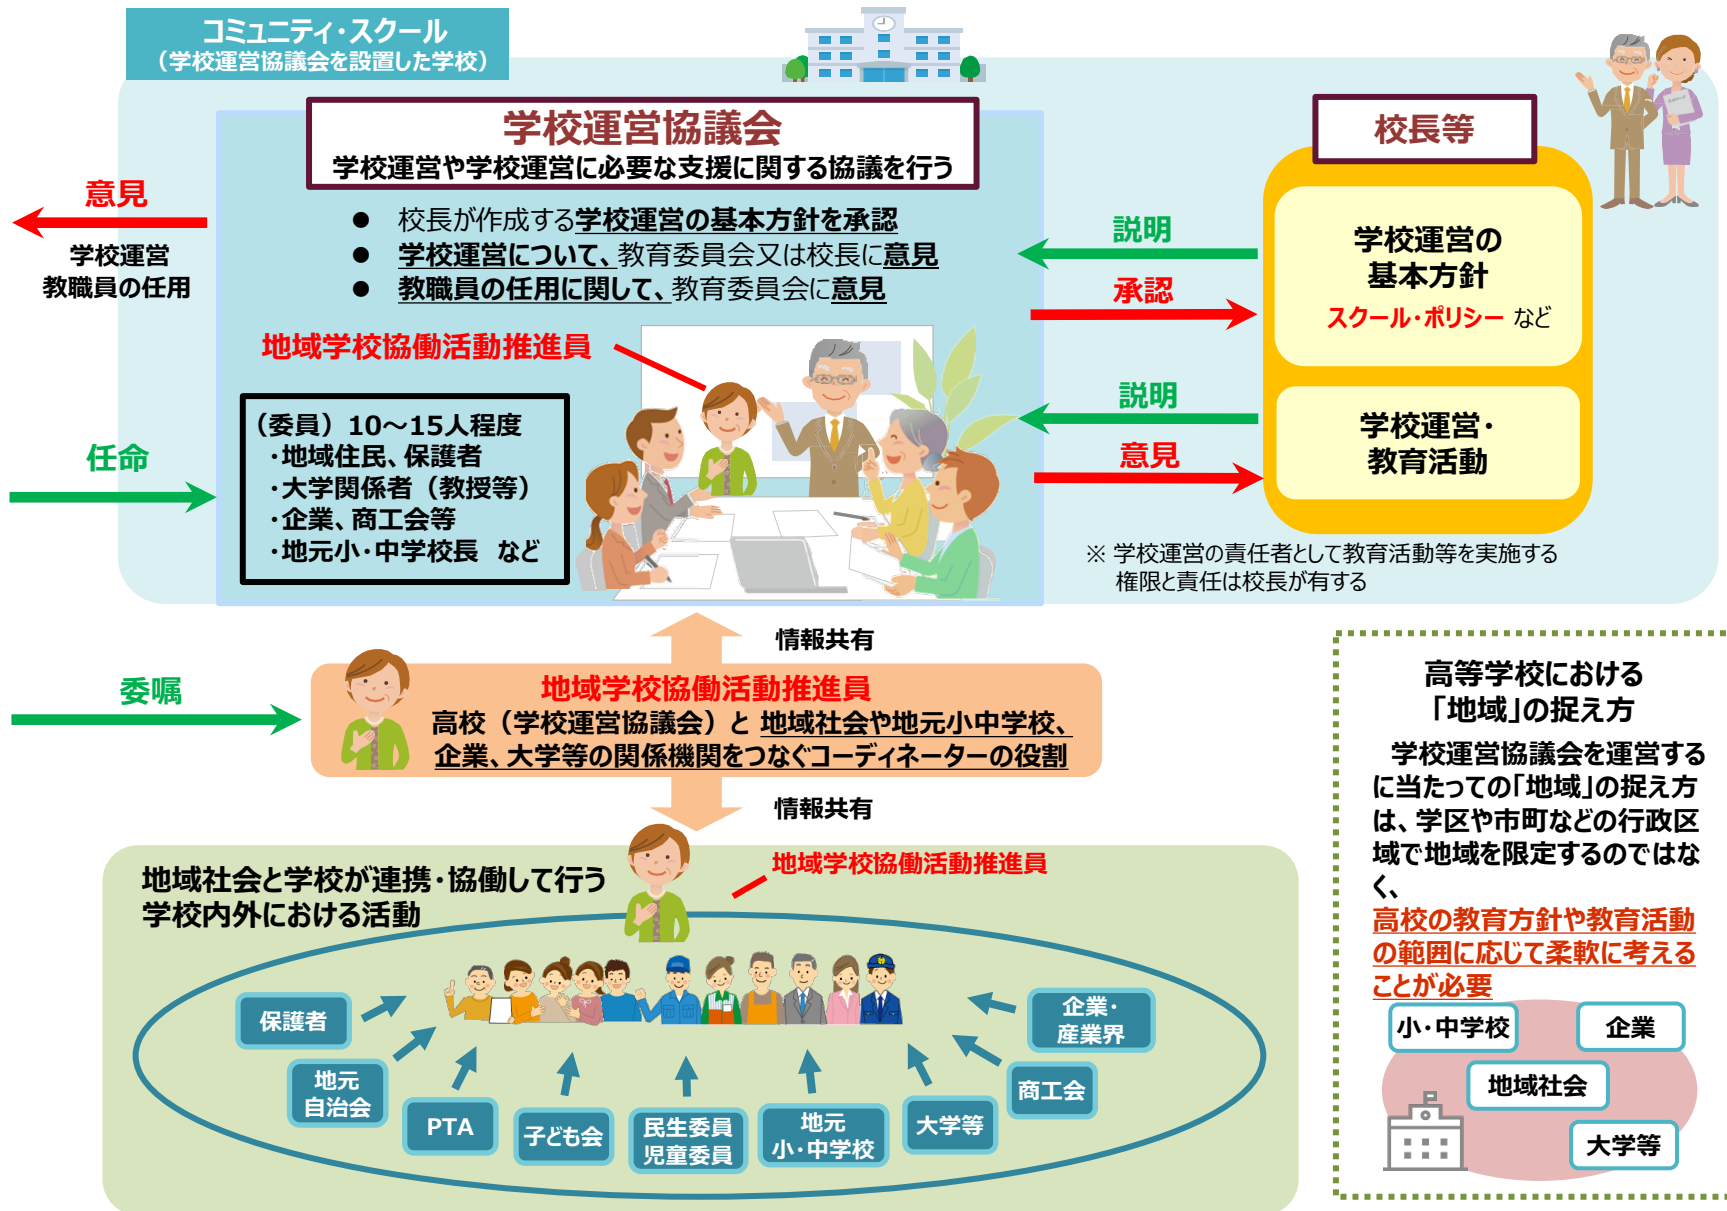 コミュニティ・スクール
（学校運営協議会を設置した学校）
学校運営協議会
学校運営や学校運営に必要な支援に関する協議を行う
● 校長が作成する学校運営の基本方針を承認
● 学校運営について、教育委員会又は校長に意見
● 教職員の任用に関して、教育委員会に意見
意見
学校運営
教職員の任用
任命
地域学校協働活動推進員
（委員）10～15人程度
・地域住民、保護者
・大学関係者（教授等）
・企業、商工会等
・地元小・中学校長　など
説明
承認
説明
意見
校長等
学校運営の
基本方針
スクール・ポリシー など
学校運営・
教育活動
※ 学校運営の責任者として教育活動等を実施する
権限と責任は校長が有する
情報共有
委嘱
地域学校協働活動推進員
高校（学校運営協議会）と 地域社会や地元小中学校、
企業、大学等の関係機関をつなぐコーディネーターの役割
情報共有
地域学校協働活動推進員
地域社会と学校が連携・協働して行う
学校内外における活動
保護者
地元
自治会
PTA
子ども会
民生委員
児童委員
地元
小・中学校
大学等
商工会
企業・
産業界
高等学校における
「地域」の捉え方
学校運営協議会を運営する
に当たっての「地域」の捉え方
は、学区や市町などの行政区
域で地域を限定するのではな
く、
高校の教育方針や教育活動
の範囲に応じて柔軟に考える
ことが必要
小・中学校
企業
地域社会
大学等